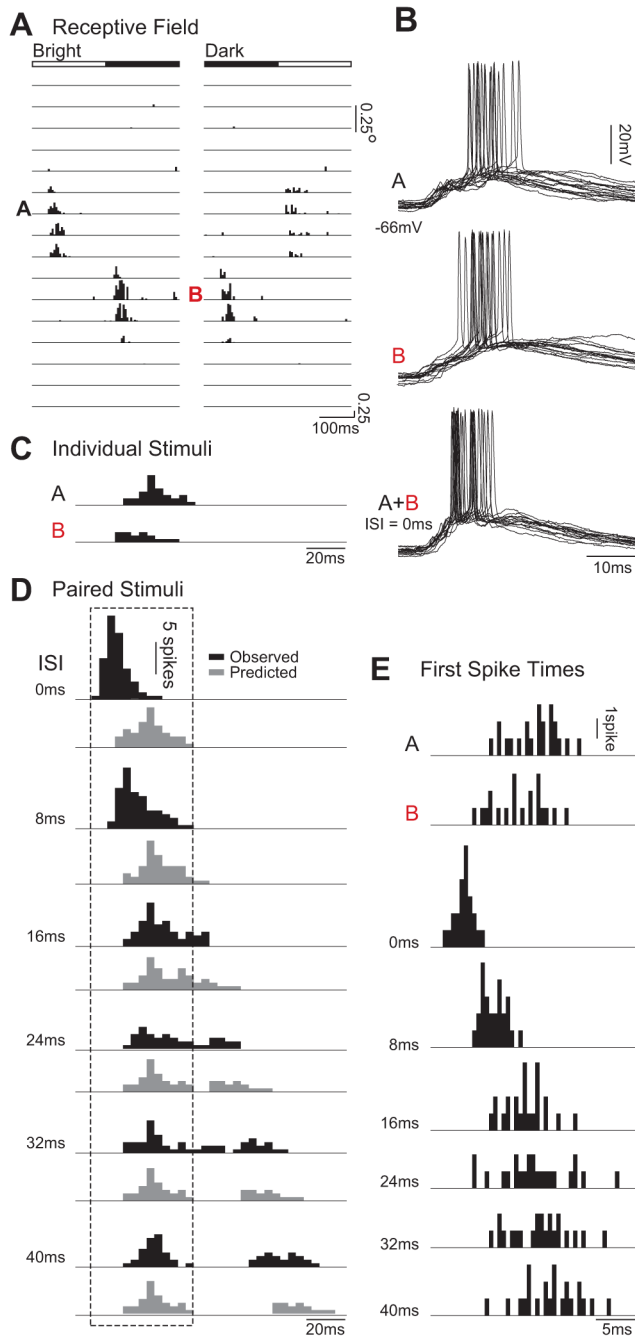 A Receptive Field
Bright
Dark
0.25°
A
B
0.25
100ms
B
20mV
A
-66mV
B
A+B
ISI = 0ms
10ms
C Individual Stimuli
A
B
20ms
D Paired Stimuli
ISI
5 spikes
Observed
Predicted
0ms
8ms
16ms
24ms
32ms
40ms
20ms
E First Spike Times
1spike
A
B
0ms
8ms
16ms
24ms
32ms
40ms
5ms